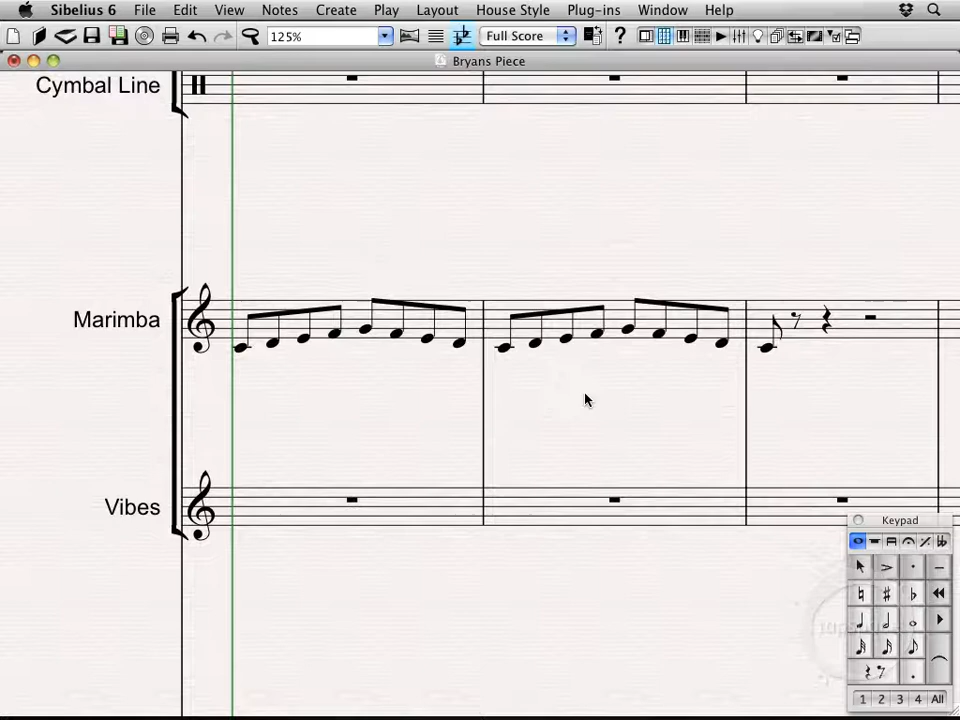 Sibelius 6 File Edit View Notes Create Play Layout House Style Plug-ins Window Help
125% Full Score ?
Bryans Piece
Cymbal Line
Marimba
Vibes
Keypad
1 2 3 4 All